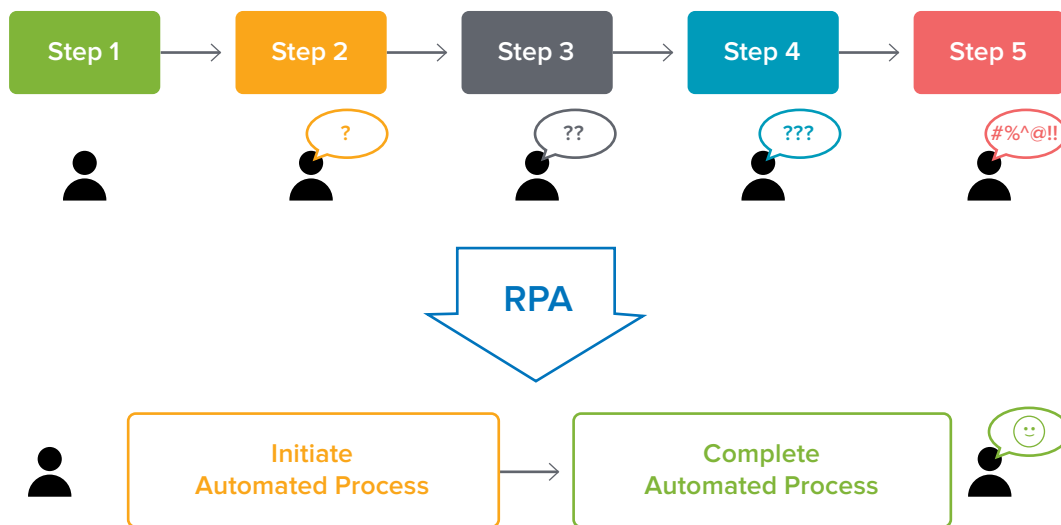 Step 1
Step 2
Step 3
Step 4
Step 5
?
??
???
#%^@!!
RPA
Initiate
Automated Process
Complete
Automated Process